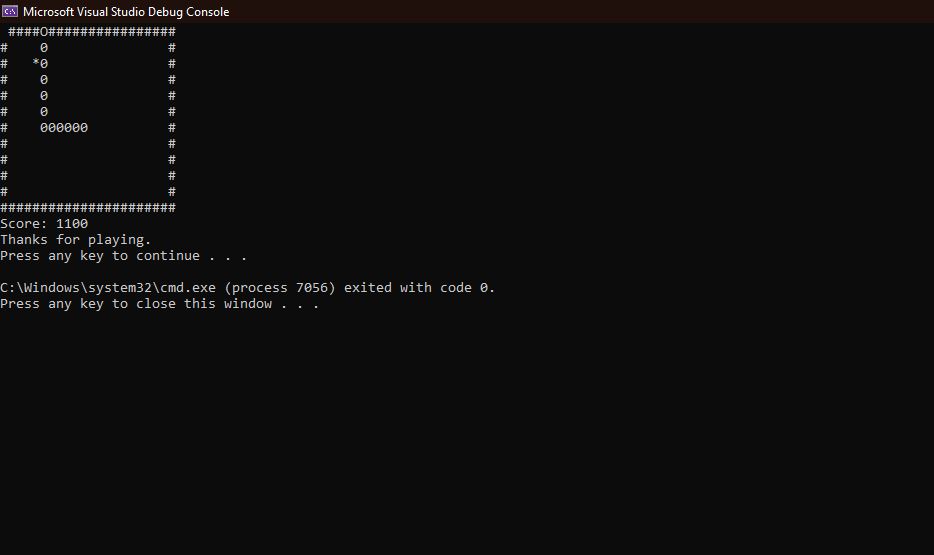 Microsoft Visual Studio Debug Console
 ####O################
#    0               #
#   *0               #
#    0               #
#    0               #
#    0               #
#    000000          #
#                    #
#                    #
#                    #
#                    #
######################
Score: 1100
Thanks for playing.
Press any key to continue . . .
C:\Windows\system32\cmd.exe (process 7056) exited with code 0.
Press any key to close this window . . .